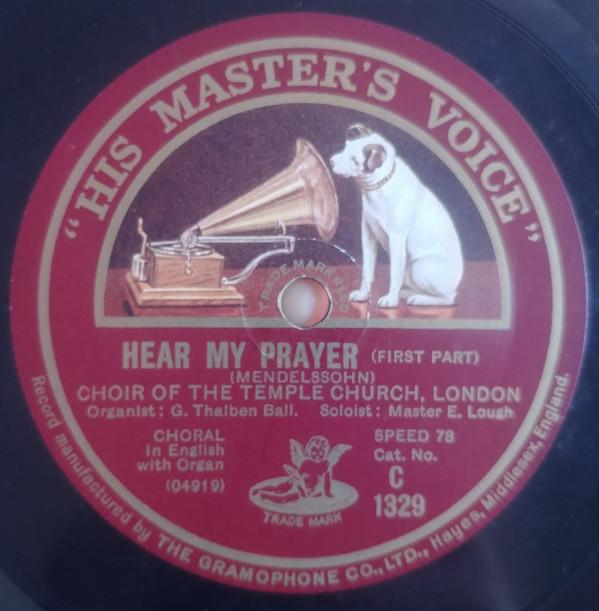 "HIS MASTER'S VOICE"
TRADE MARK REGD
HEAR MY PRAYER (FIRST PART)
(MENDELSSOHN)
CHOIR OF THE TEMPLE CHURCH, LONDON
Organist: G. Thalben Ball. Soloist: Master E. Lough
CHORAL
in English
with Organ
(04919)
SPEED 78
Cat. No.
C
1329
TRADE MARK
Record manufactured by THE GRAMOPHONE CO., LTD., Hayes, Middlesex, England.